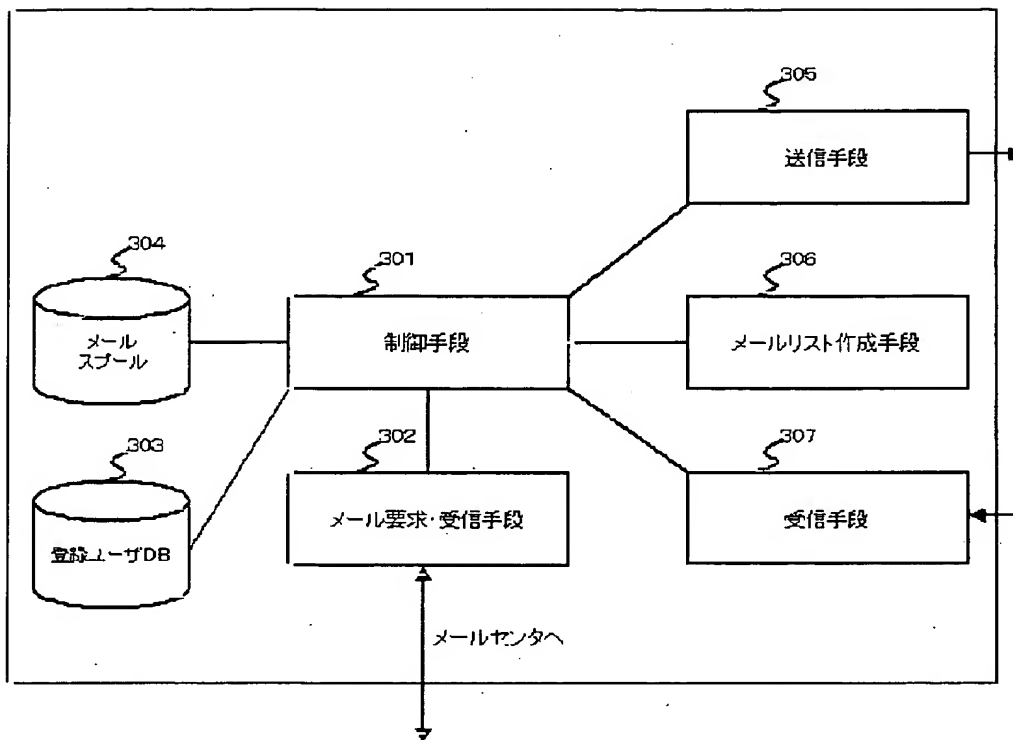 305
送信手段
304
301
306
メール
スプール
制御手段
メールリスト作成手段
303
302
307
登録ユーザDB
メール要求・受信手段
受信手段
メールセンタへ